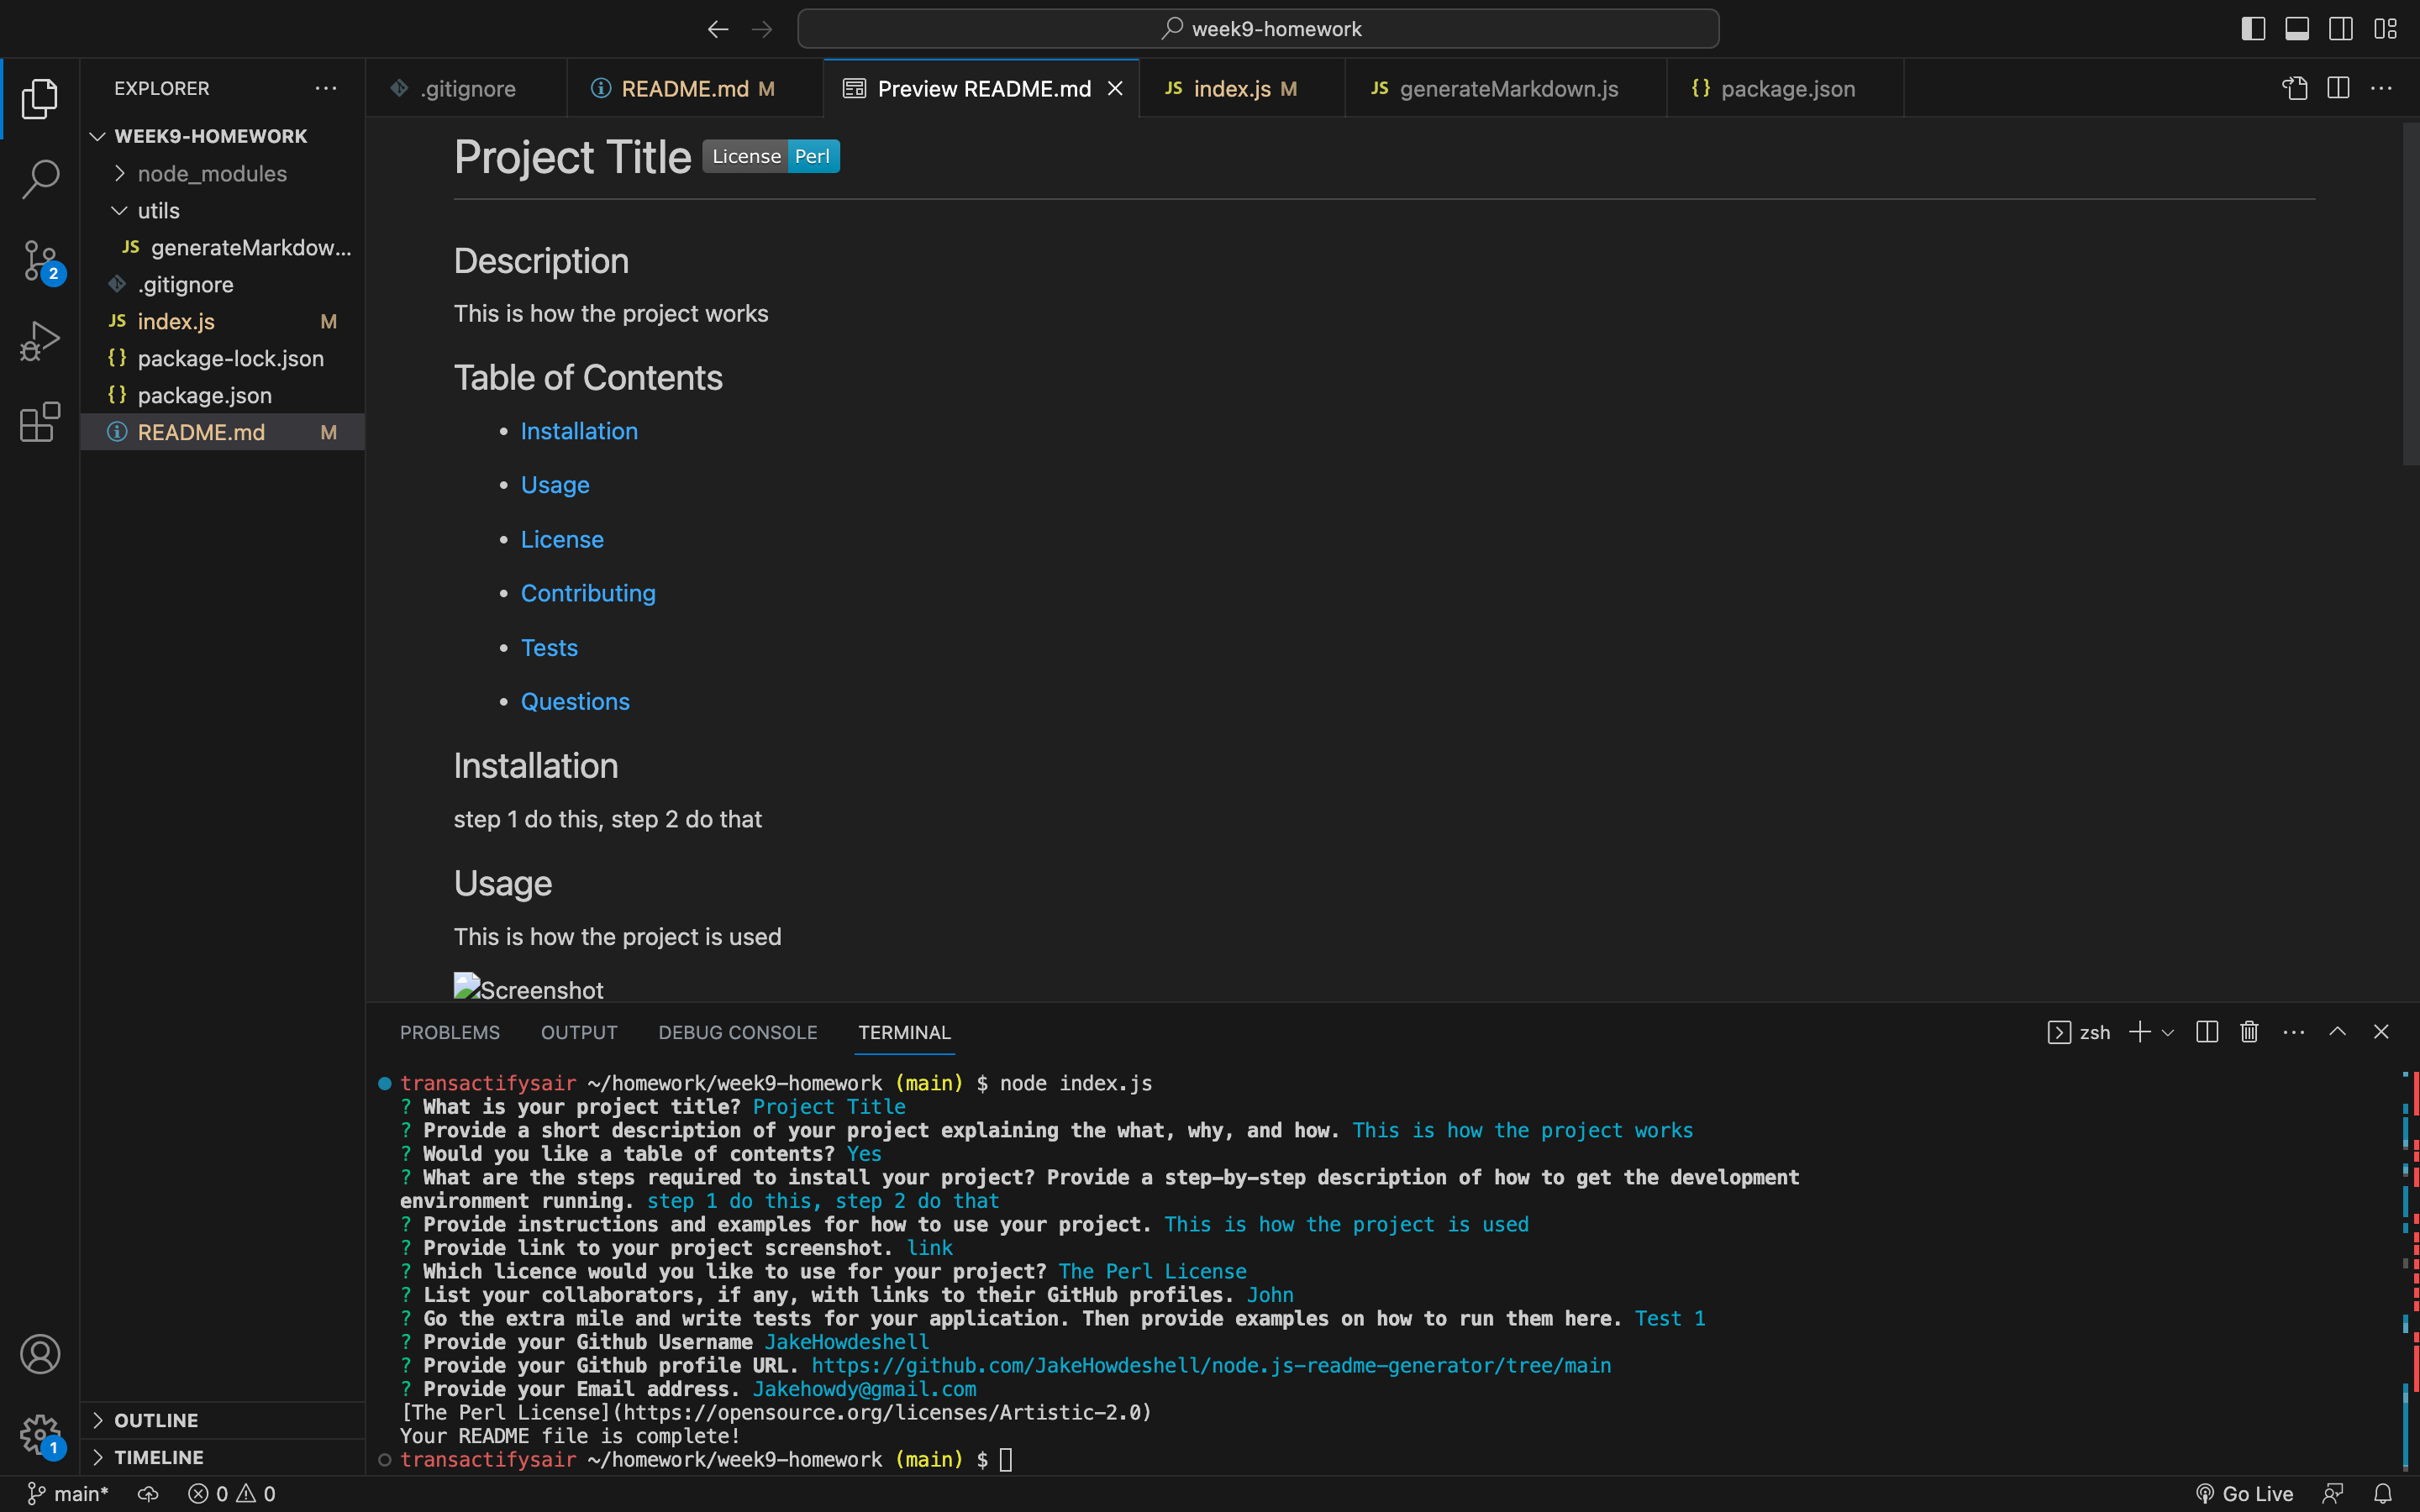 week9-homework
EXPLORER
.gitignore
README.md M
Preview README.md
JS index.js M
JS generateMarkdown.js
{} package.json
WEEK9-HOMEWORK
node_modules
utils
JS generateMarkdow...
.gitignore
JS index.js M
{} package-lock.json
{} package.json
README.md M
2
Project Title License Perl
Description
This is how the project works
Table of Contents
• Installation
• Usage
• License
• Contributing
• Tests
• Questions
Installation
step 1 do this, step 2 do that
Usage
This is how the project is used
Screenshot
PROBLEMS OUTPUT DEBUG CONSOLE TERMINAL
zsh
transactifysair ~/homework/week9-homework (main) $ node index.js
? What is your project title? Project Title
? Provide a short description of your project explaining the what, why, and how. This is how the project works
? Would you like a table of contents? Yes
? What are the steps required to install your project? Provide a step-by-step description of how to get the development
environment running. step 1 do this, step 2 do that
? Provide instructions and examples for how to use your project. This is how the project is used
? Provide link to your project screenshot. link
? Which licence would you like to use for your project? The Perl License
? List your collaborators, if any, with links to their GitHub profiles. John
? Go the extra mile and write tests for your application. Then provide examples on how to run them here. Test 1
? Provide your Github Username JakeHowdeshell
? Provide your Github profile URL. https://github.com/JakeHowdeshell/node.js-readme-generator/tree/main
? Provide your Email address. Jakehowdy@gmail.com
[The Perl License](https://opensource.org/licenses/Artistic-2.0)
Your README file is complete!
transactifysair ~/homework/week9-homework (main) $
OUTLINE
TIMELINE
1
main* 0 0
Go Live